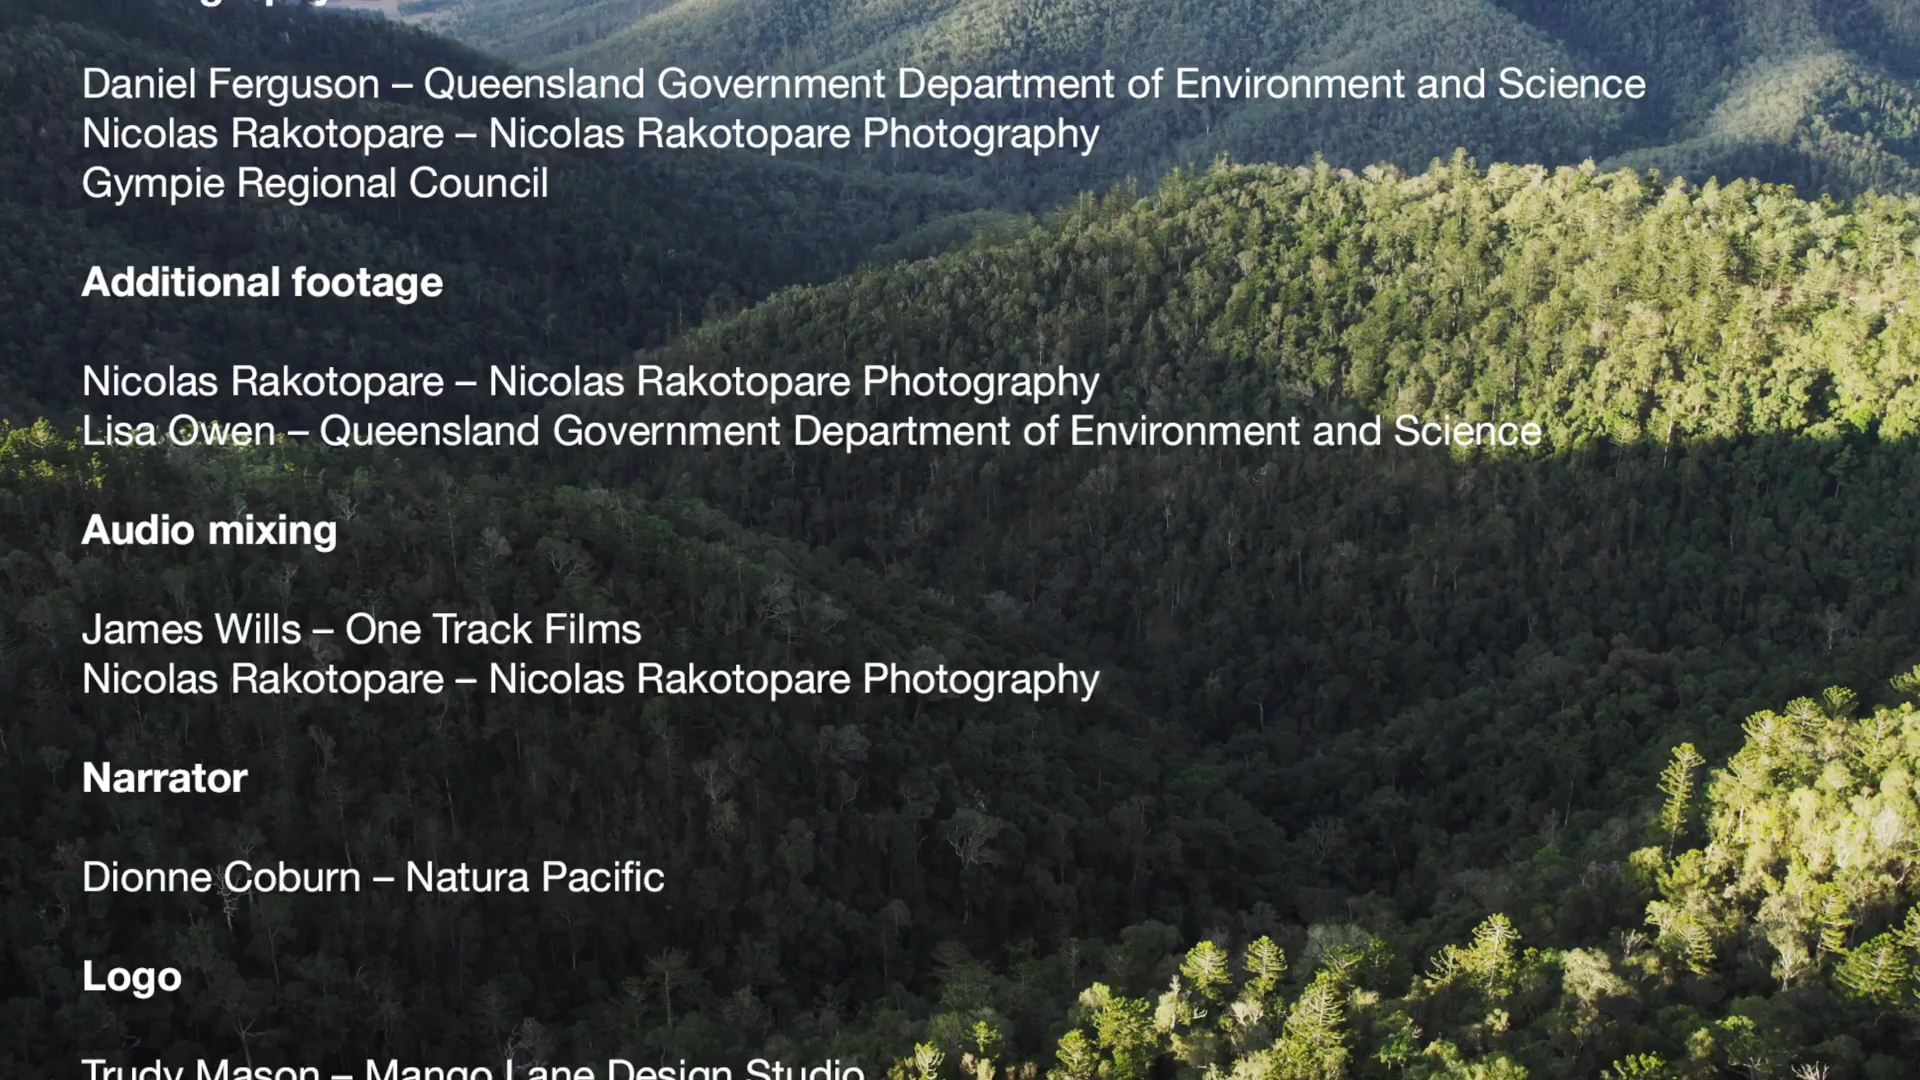 Daniel Ferguson – Queensland Government Department of Environment and Science
Nicolas Rakotopare – Nicolas Rakotopare Photography
Gympie Regional Council
Additional footage
Nicolas Rakotopare – Nicolas Rakotopare Photography
Lisa Owen – Queensland Government Department of Environment and Science
Audio mixing
James Wills – One Track Films
Nicolas Rakotopare – Nicolas Rakotopare Photography
Narrator
Dionne Coburn – Natura Pacific
Logo
Trudy Mason – Mango Lane Design Studio